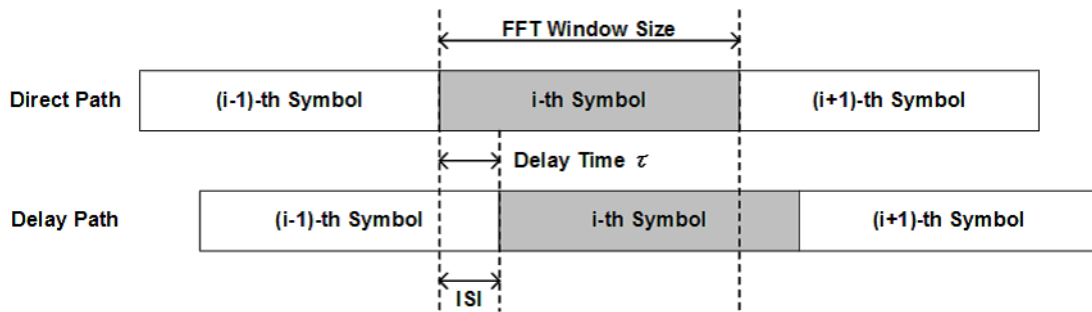 FFT Window Size
Direct Path
(i-1)-th Symbol
i-th Symbol
(i+1)-th Symbol
Delay Time τ
Delay Path
(i-1)-th Symbol
i-th Symbol
(i+1)-th Symbol
ISI